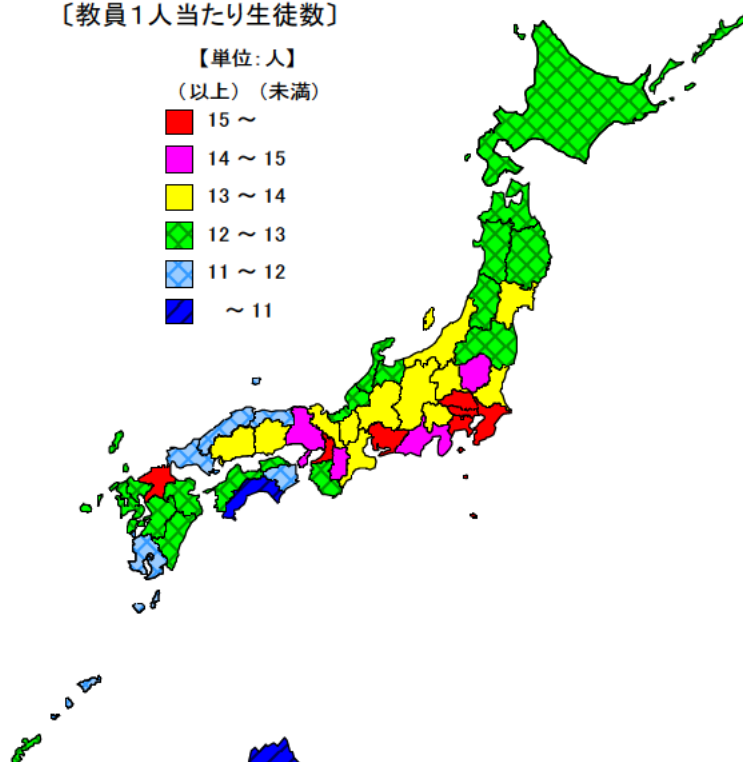 〔教員1人当たり生徒数〕
【単位:人】
（以上）（未満）
15 ～
14 ～ 15
13 ～ 14
12 ～ 13
11 ～ 12
～ 11